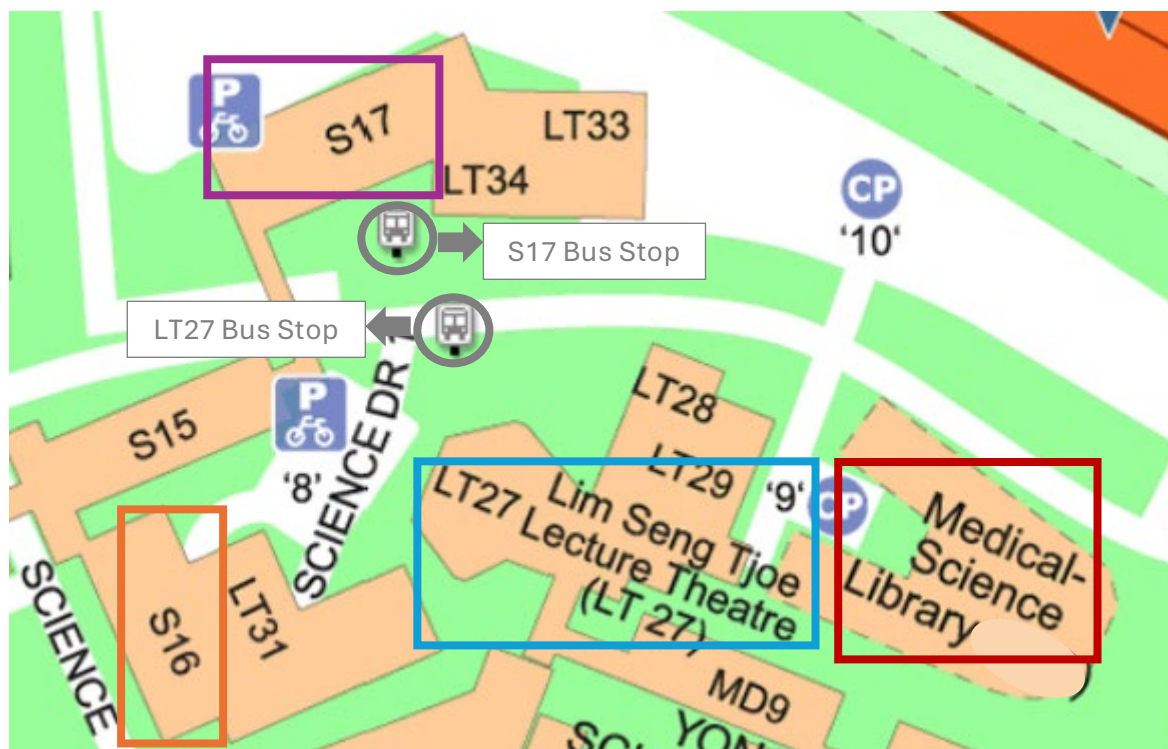 P
S17
LT33
LT34
CP
'10'
S17 Bus Stop
LT27 Bus Stop
P
S15
'8'
SCIENCE DR 1
LT28
LT29
'9'
CP
LT27
Lim Seng Tjoe
Lecture Theatre
(LT 27)
Medical-
Science
Library
)
SCIENCE
S16
LT31
MD9